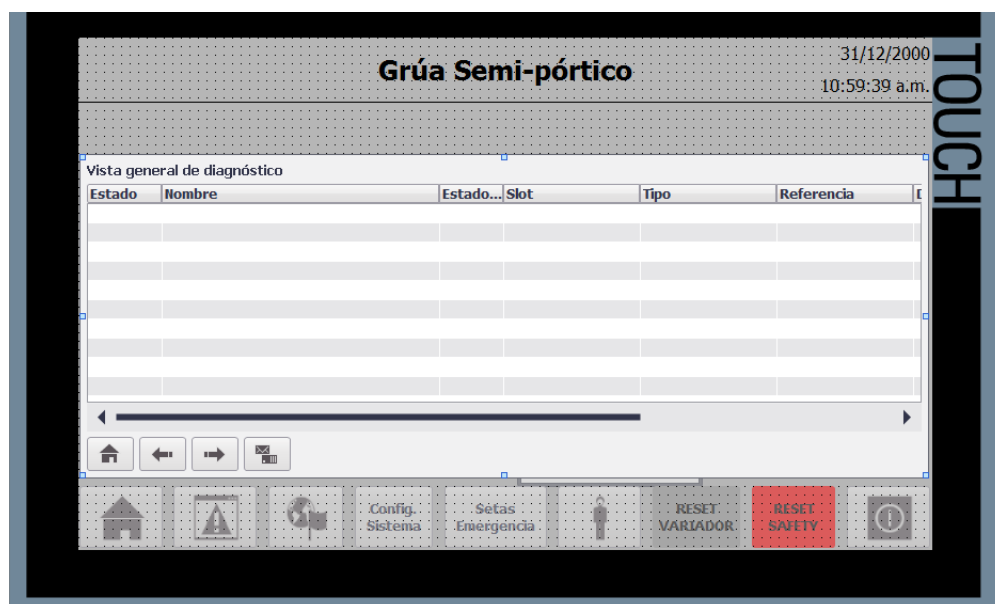 Grúa Semi-pórtico
31/12/2000
10:59:39 a.m.
TOUCH
Vista general de diagnóstico
Estado Nombre Estado... Slot Tipo Referencia
Config. Sistema
Setas Emergencia
RESET VARIADOR
RESET SAFETY